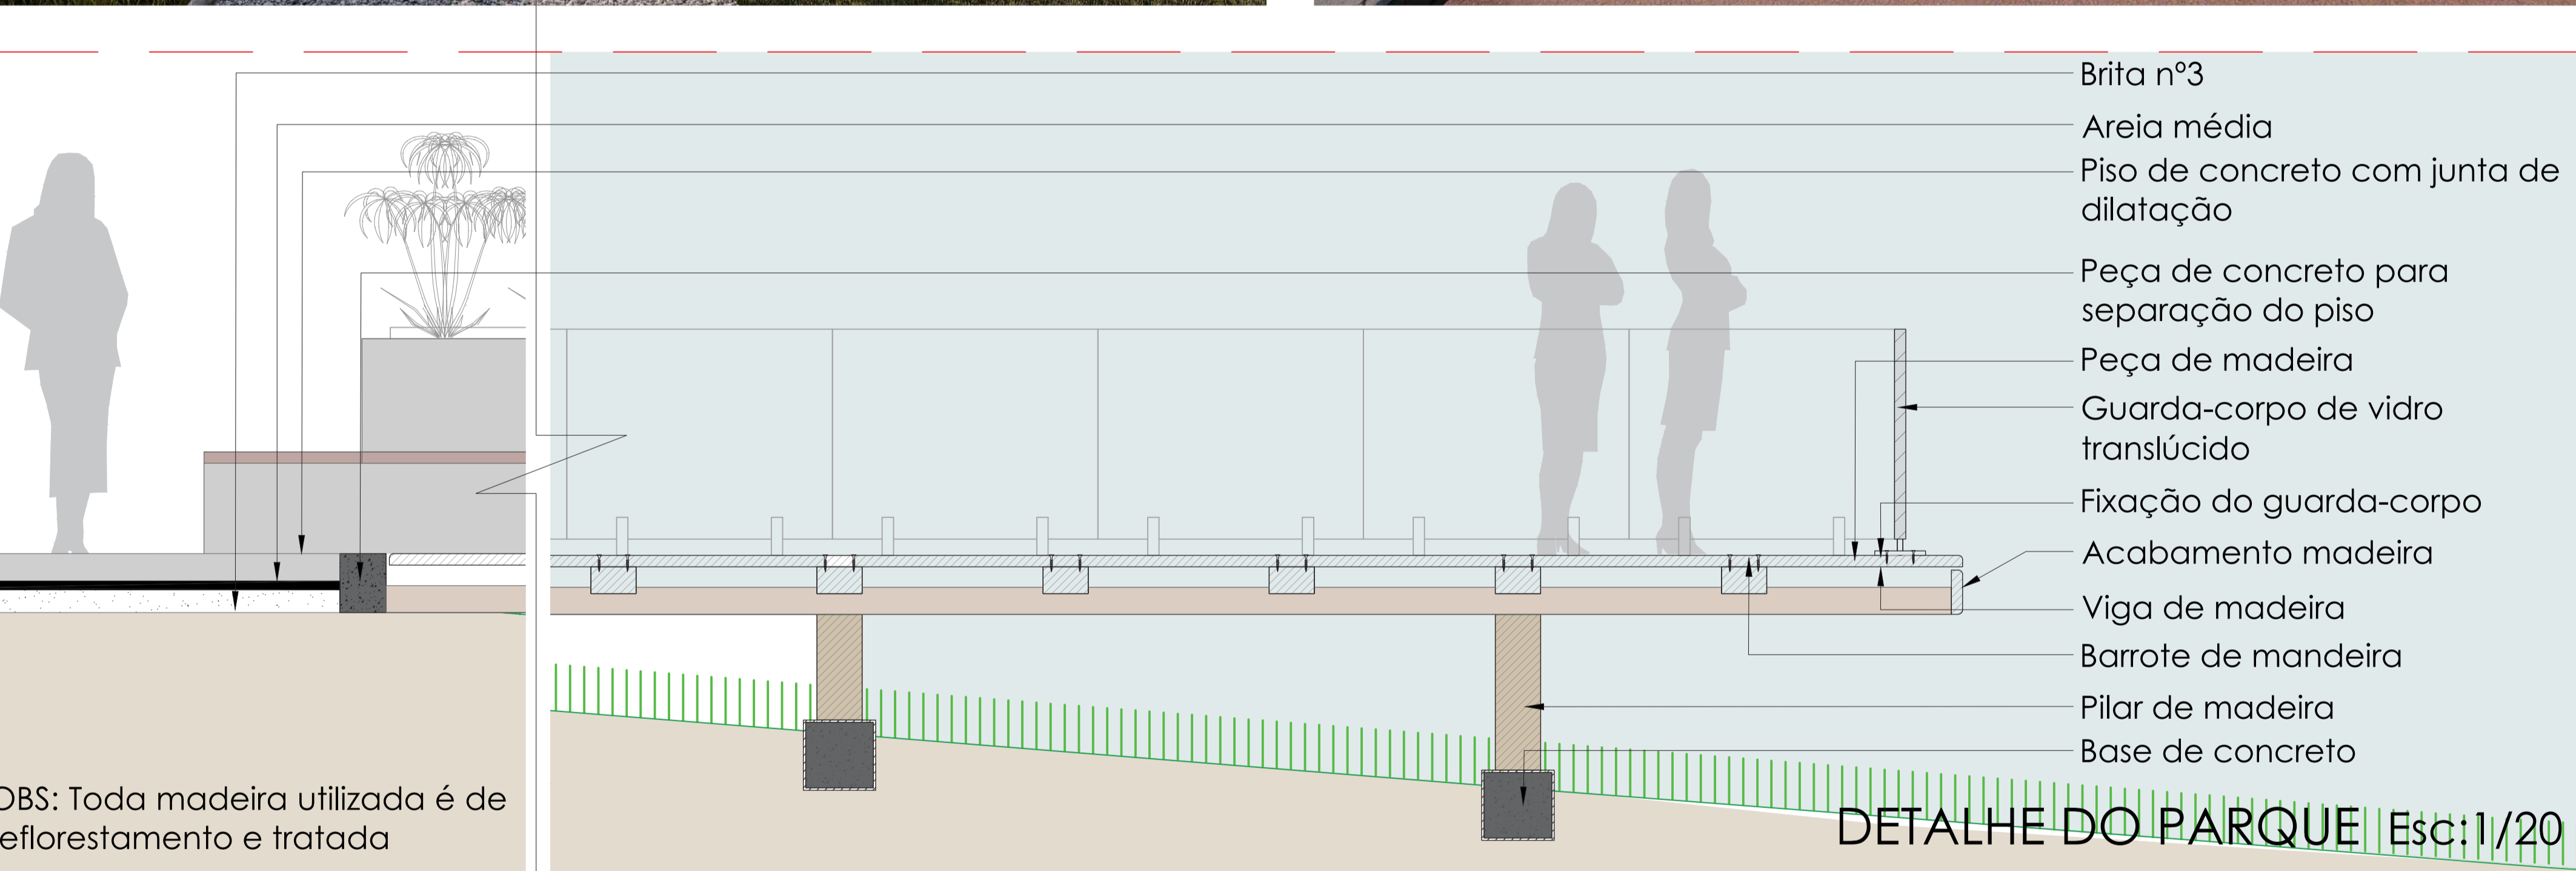 Brita nº3
Areia média
Piso de concreto com junta de
dilatação
Peça de concreto para
separação do piso
Peça de madeira
Guarda-corpo de vidro
translúcido
Fixação do guarda-corpo
Acabamento madeira
Viga de madeira
Barrote de mandeira
Pilar de madeira
Base de concreto
OBS: Toda madeira utilizada é de
eflorestamento e tratada
DETALHE DO PARQUE Esc:1/20